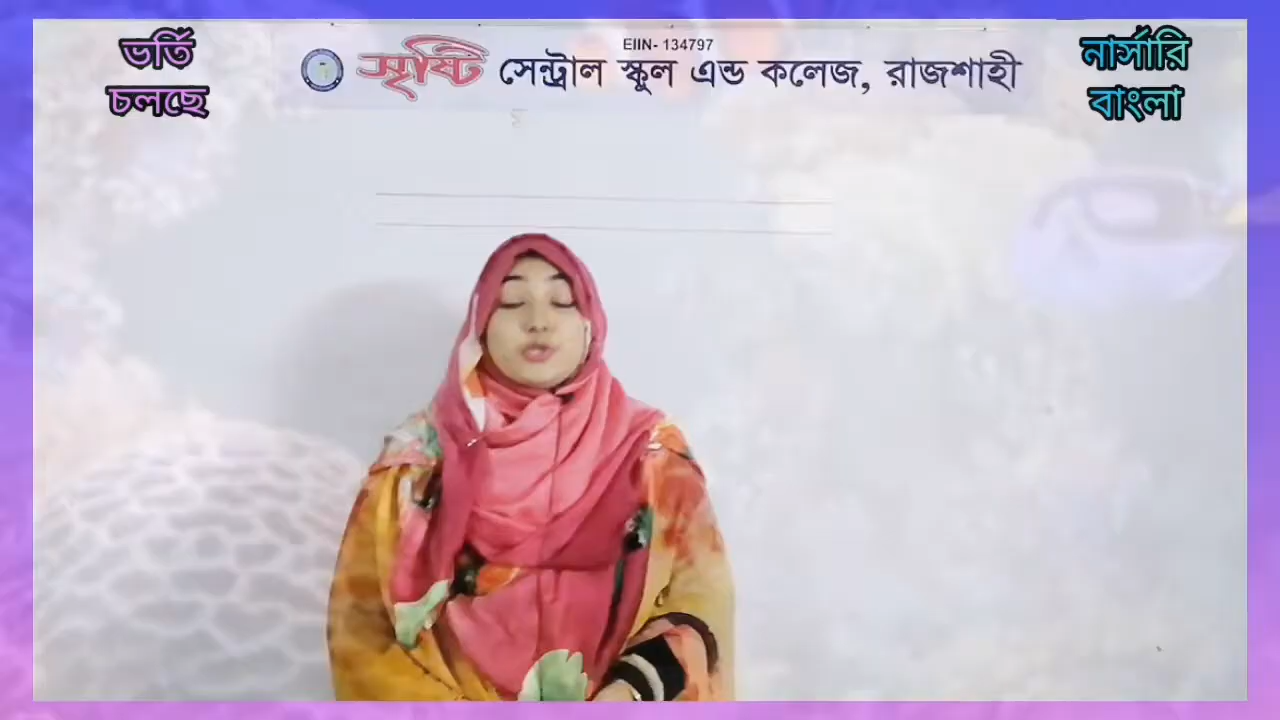 ভর্তি
চলছে
EIIN- 134797
সৃষ্টি সেন্ট্রাল স্কুল এন্ড কলেজ, রাজশাহী
নার্সারি
বাংলা